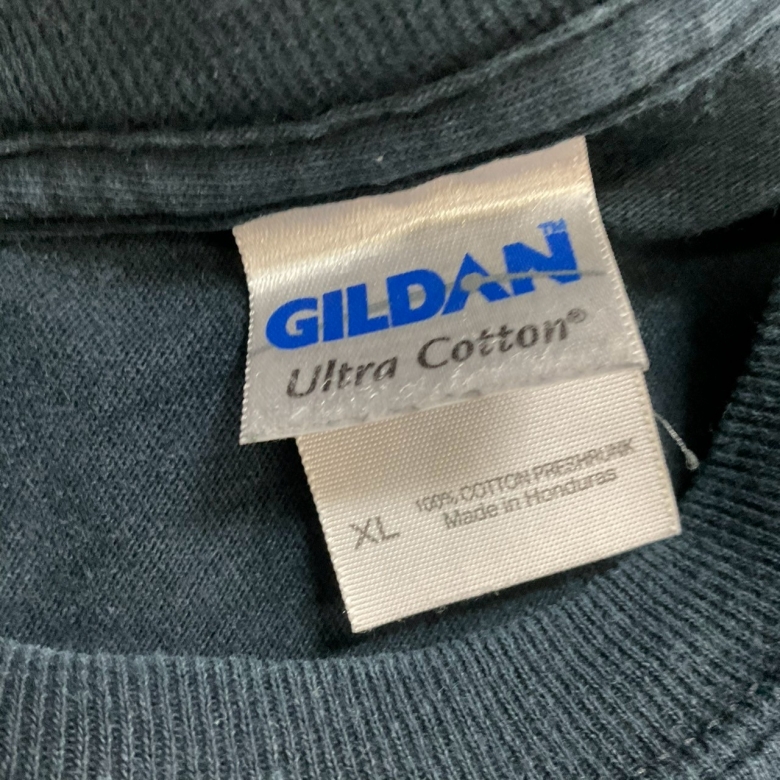 GILDAN™
Ultra Cotton®
XL
100% COTTON PRESHRUNK
Made in Honduras